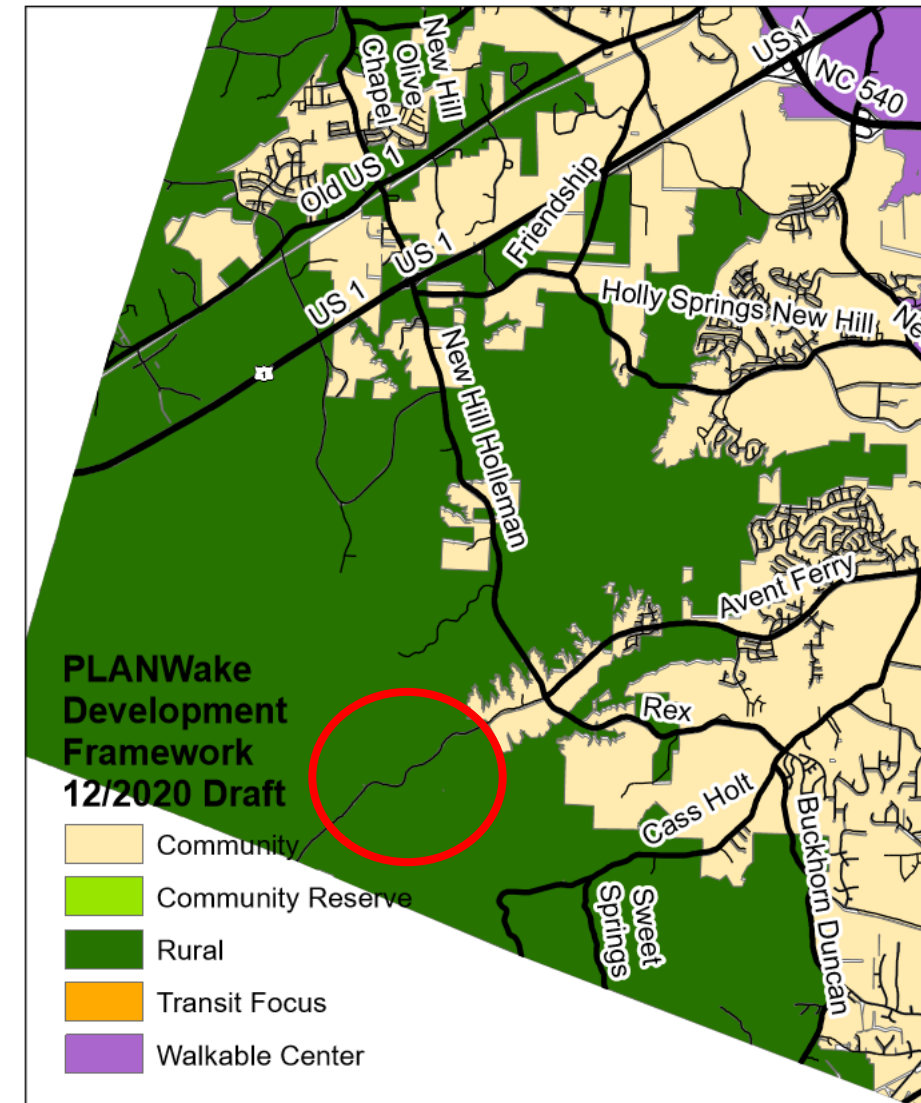 US 1
NC 540
New Hill
Olive
Chapel
Old US 1
Friendship
US 1
US 1
Holly Springs New Hill
Ne
New Hill Holleman
1
Avent Ferry
PLANWake
Development
Framework
12/2020 Draft
Rex
Cass Holt
Buckhorn Duncan
Sweet
Springs
Community
Community Reserve
Rural
Transit Focus
Walkable Center